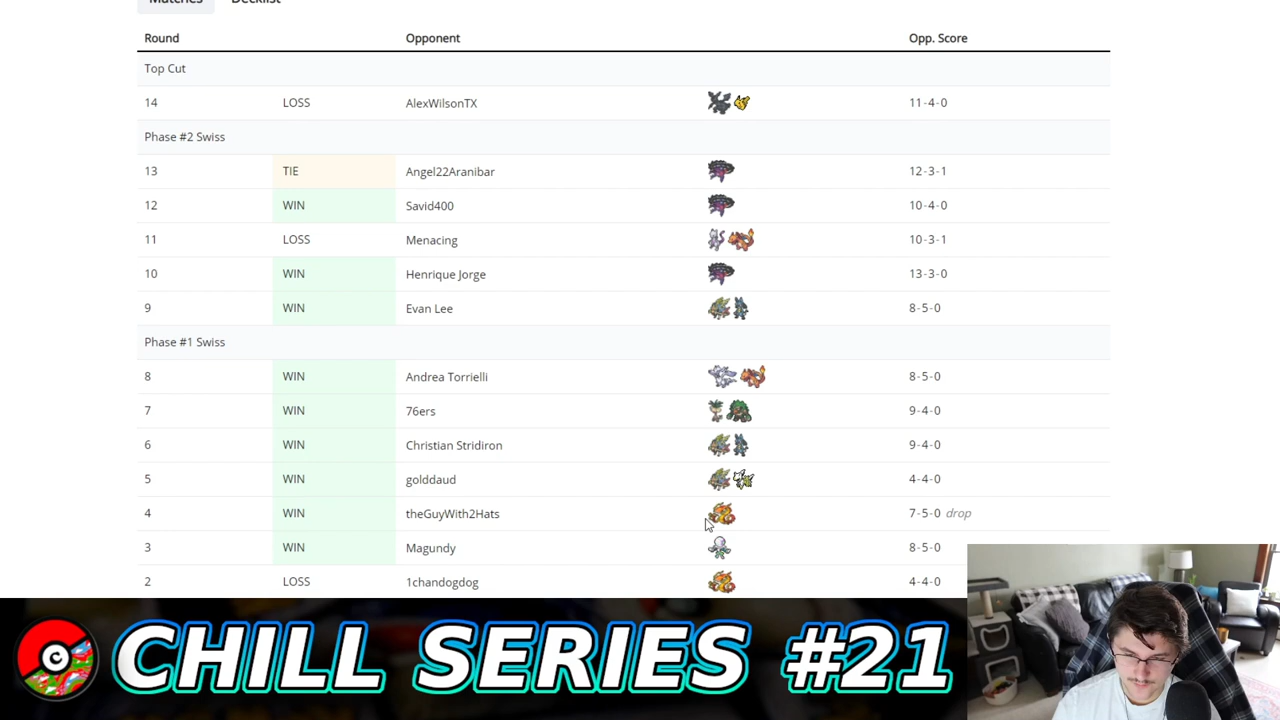 Matches Decklist
Round Opponent Opp. Score
Top Cut
14 LOSS AlexWilsonTX 11-4-0
Phase #2 Swiss
13 TIE Angel22Aranibar 12-3-1
12 WIN Savid400 10-4-0
11 LOSS Menacing 10-3-1
10 WIN Henrique Jorge 13-3-0
9 WIN Evan Lee 8-5-0
Phase #1 Swiss
8 WIN Andrea Torrielli 8-5-0
7 WIN 76ers 9-4-0
6 WIN Christian Stridiron 9-4-0
5 WIN golddaud 4-4-0
4 WIN theGuyWith2Hats 7-5-0 drop
3 WIN Magundy 8-5-0
2 LOSS 1chandogdog 4-4-0
C CHILL SERIES #21